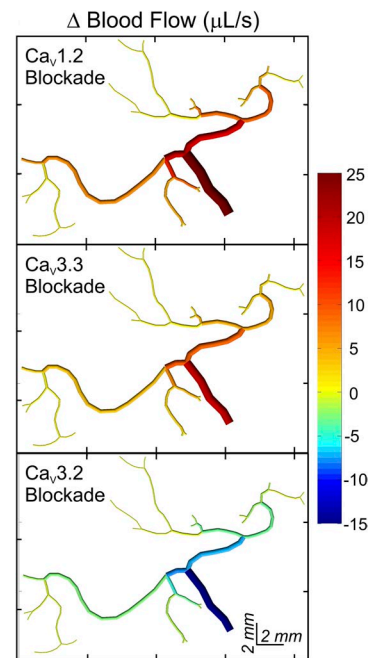 Δ Blood Flow (μL/s)
Caᵥ1.2
Blockade
Caᵥ3.3
Blockade
Caᵥ3.2
Blockade
25
20
15
10
5
0
-5
-10
-15
2 mm
2 mm